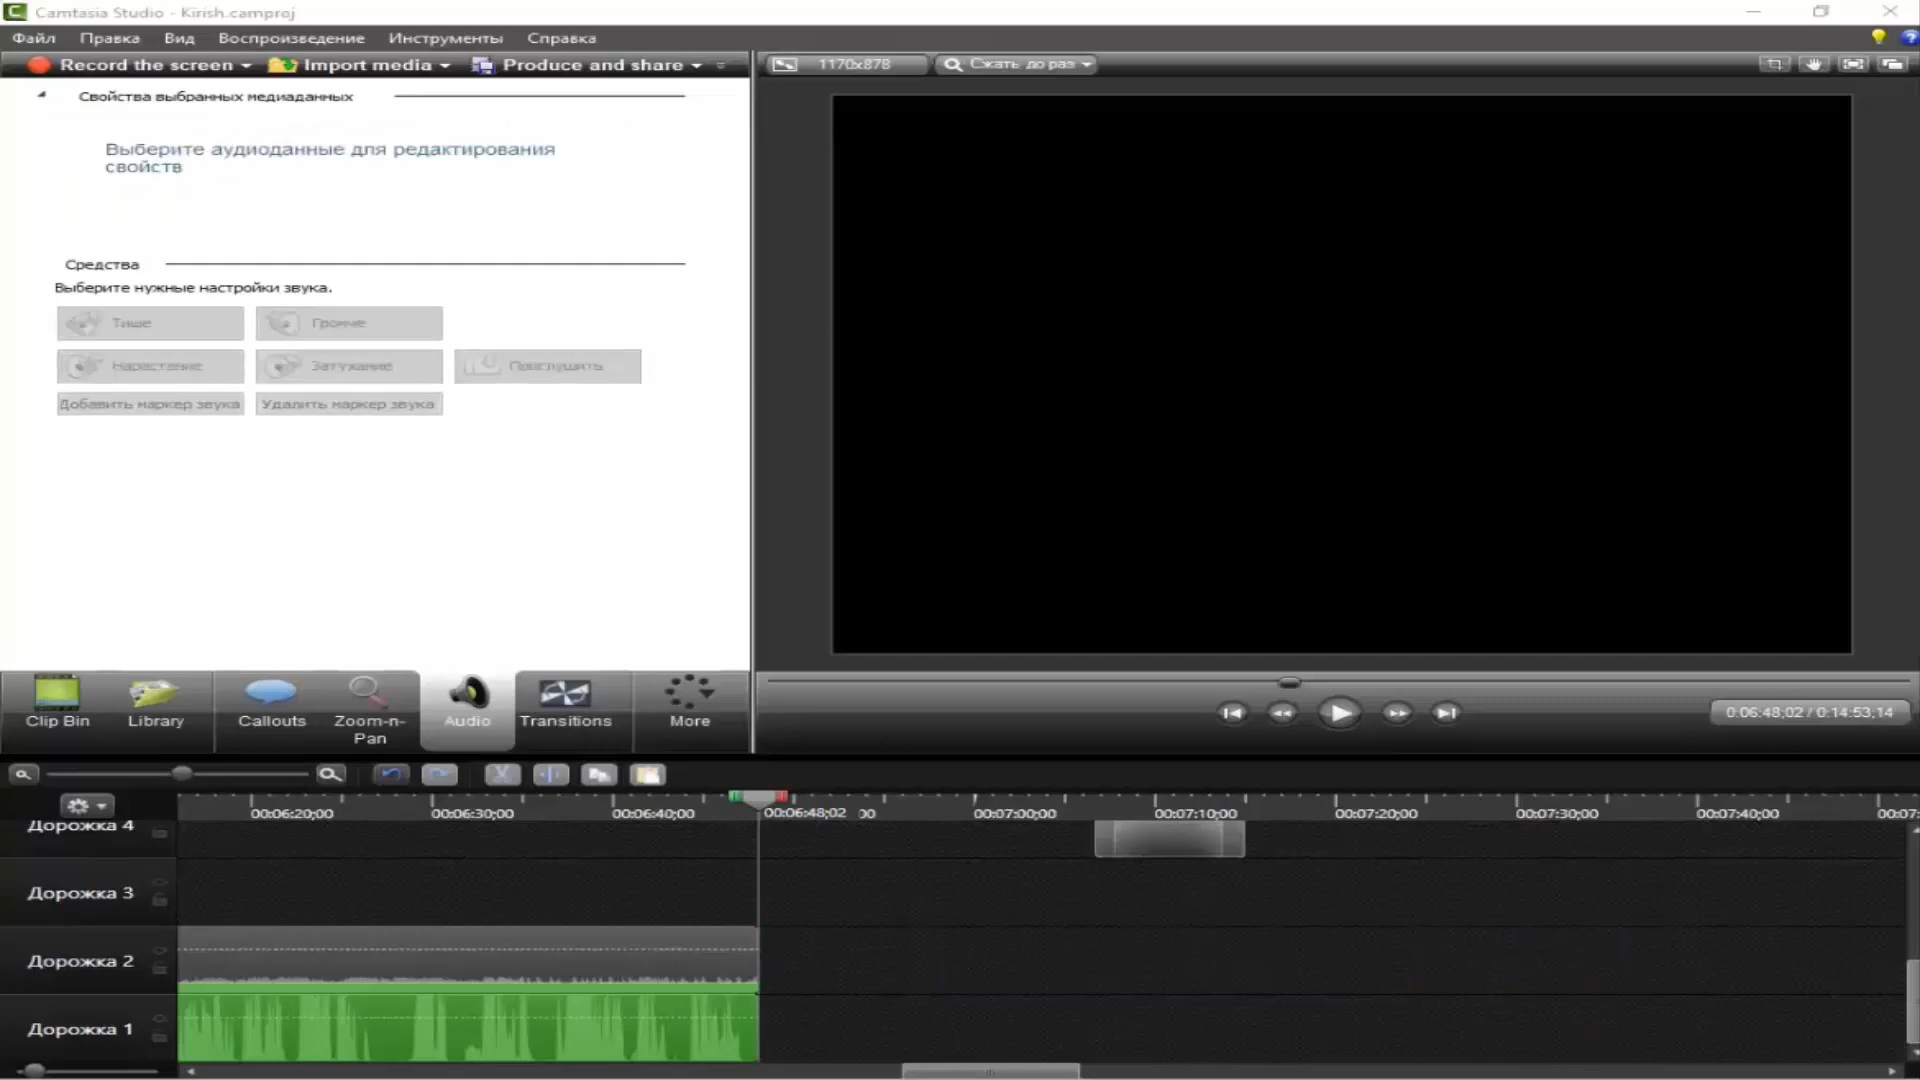 Camtasia Studio - Kirish.camproj
Файл Правка Вид Воспроизведение Инструменты Справка
Record the screen Import media Produce and share
1170x878 Сжать до раз
Свойства выбранных медиаданных
Выберите аудиоданные для редактирования
свойств
Средства
Выберите нужные настройки звука.
Тише Громче
Нарастание Затухание Приглушить
Добавить маркер звука Удалить маркер звука
Clip Bin Library Callouts Zoom-n-Pan Audio Transitions More
0:06:48,02 / 0:14:53,14
00:06:20;00 00:06:30;00 00:06:40;00 00:06:48;02 00:07:00;00 00:07:10;00 00:07:20;00 00:07:30;00 00:07:40;00
Дорожка 4
Дорожка 3
Дорожка 2
Дорожка 1